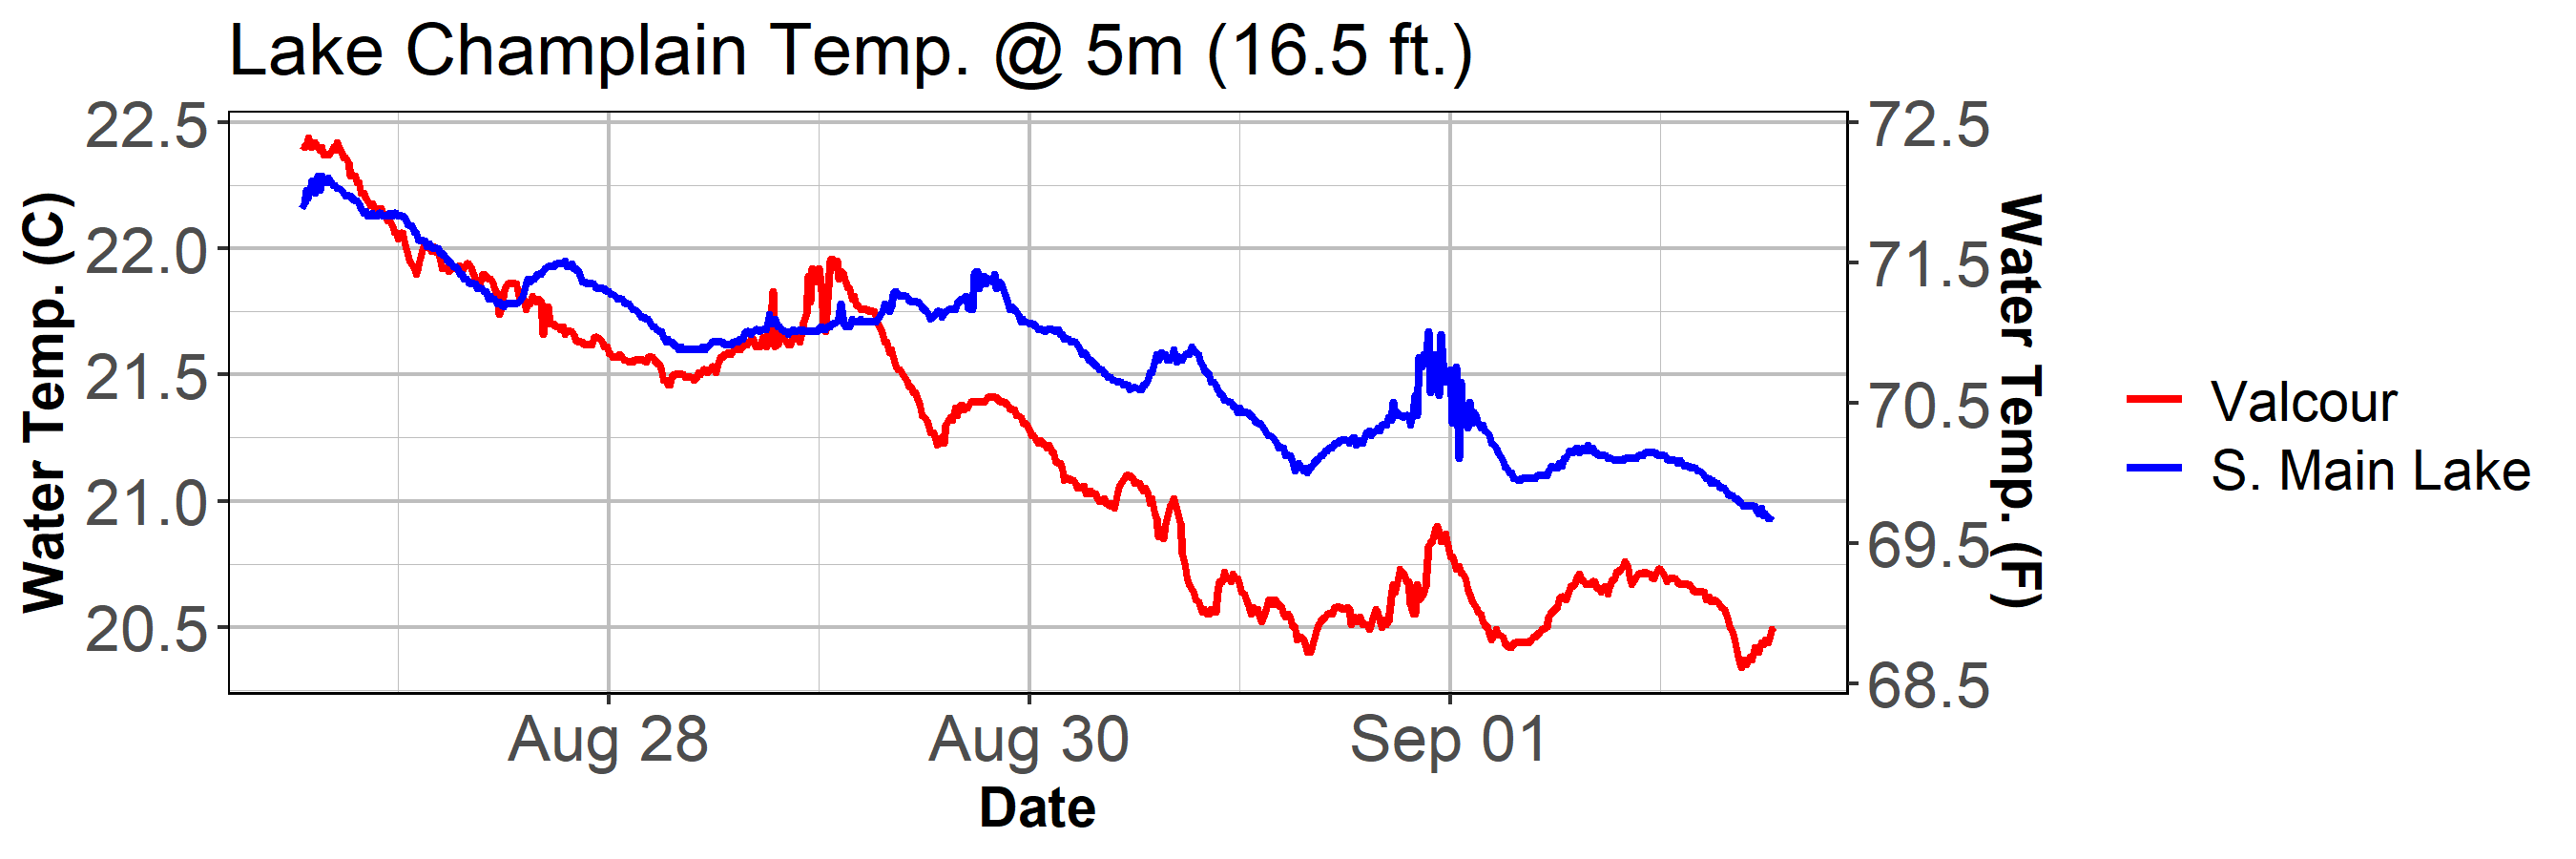 Lake Champlain Temp. @ 5m (16.5 ft.)
Water Temp. (C)
22.5
22.0
21.5
21.0
20.5
72.5
71.5
70.5
69.5
68.5
Water Temp. (F)
Aug 28
Aug 30
Sep 01
Date
Valcour
S. Main Lake